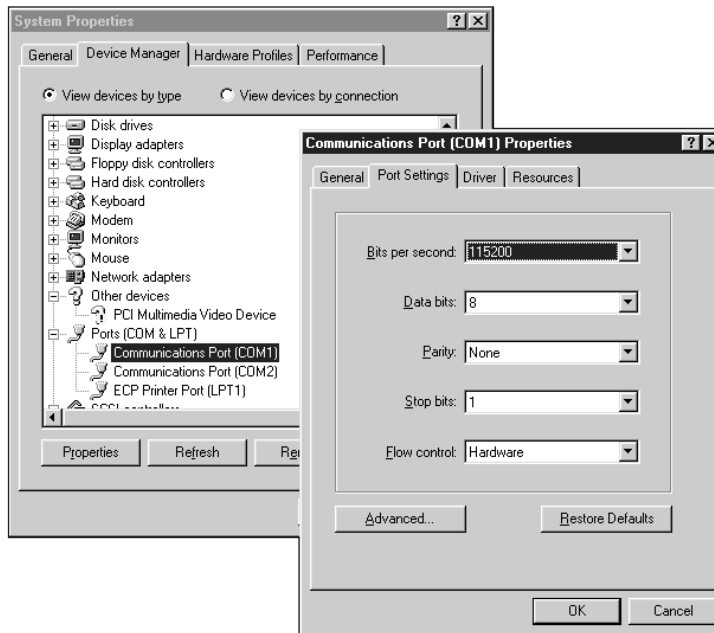 System Properties
General Device Manager Hardware Profiles Performance
View devices by type View devices by connection
Disk drives
Display adapters
Floppy disk controllers
Hard disk controllers
Keyboard
Modem
Monitors
Mouse
Network adapters
Other devices
PCI Multimedia Video Device
Ports (COM & LPT)
Communications Port (COM1)
Communications Port (COM2)
ECP Printer Port (LPT1)
Properties Refresh
Communications Port (COM1) Properties
General Port Settings Driver Resources
Bits per second: 115200
Data bits: 8
Parity: None
Stop bits: 1
Flow control: Hardware
Advanced... Restore Defaults
OK Cancel